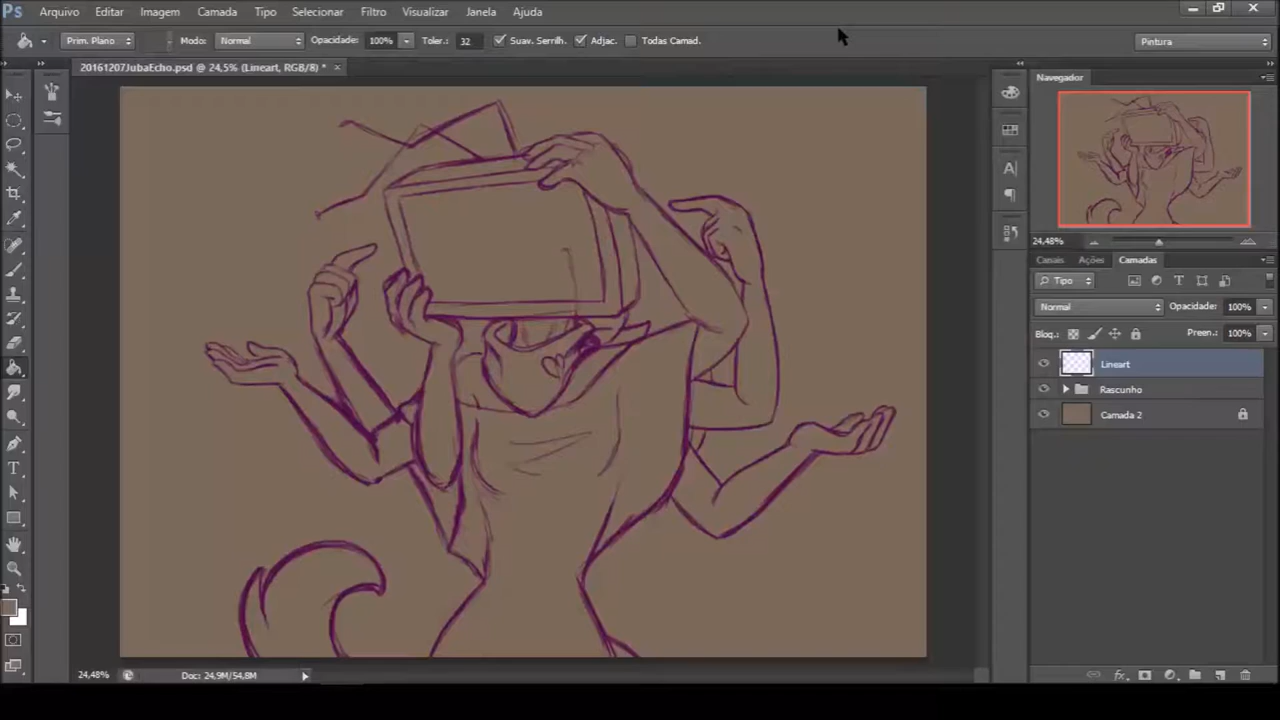 Ps Arquivo Editar Imagem Camada Tipo Selecionar Filtro Visualizar Janela Ajuda
Prim. Plano Modo: Normal Opacidade: 100% Toler.: 32 Suav. Serrilh. Adjac. Todas Camad. Pintura
20161207JubaEcho.psd @ 24,5% (Lineart, RGB/8) * ×
Navegador
24,48%
Canais Ações Camadas
Tipo
Normal Opacidade: 100%
Bloq.: Preen.: 100%
Lineart
Rascunho
Camada 2
24,48% Doc: 24,9M/54,8M